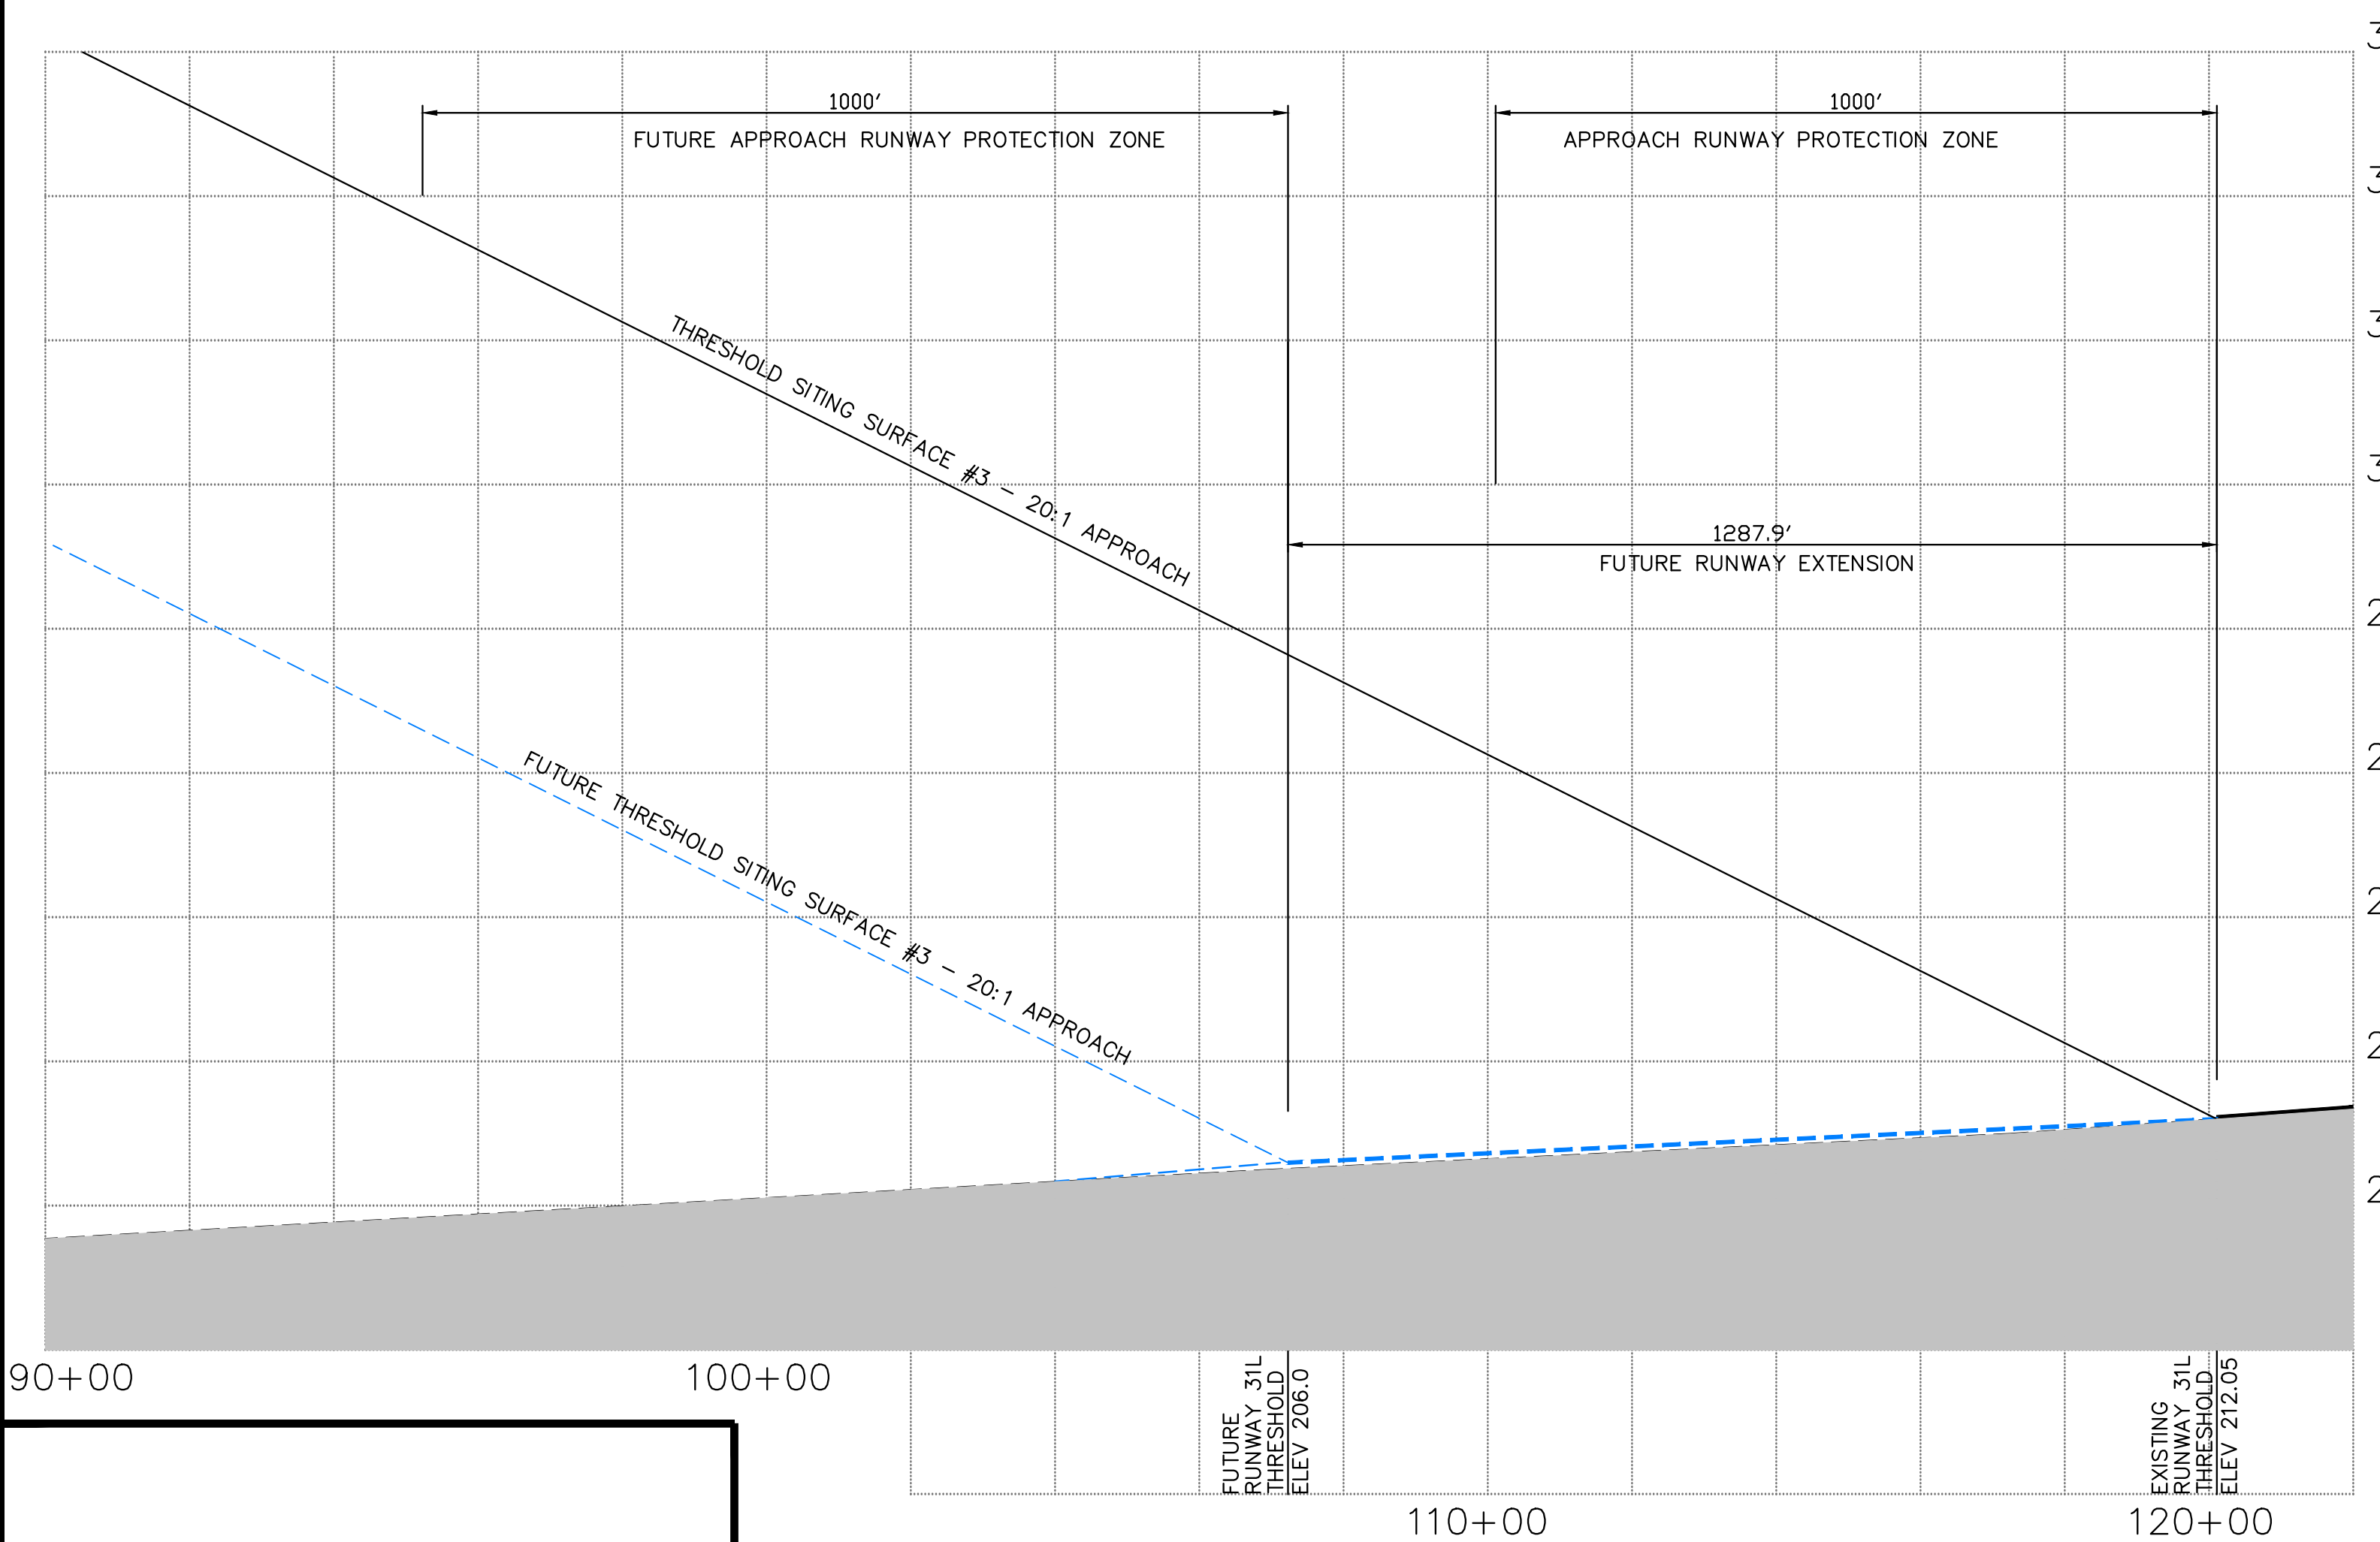 1000'
FUTURE APPROACH RUNWAY PROTECTION ZONE
1000'
APPROACH RUNWAY PROTECTION ZONE
THRESHOLD SITING SURFACE #3 - 20:1 APPROACH
1287.9'
FUTURE RUNWAY EXTENSION
FUTURE THRESHOLD SITING SURFACE #3 - 20:1 APPROACH
90+00
100+00
FUTURE
RUNWAY 31L
THRESHOLD
ELEV 206.0
EXISTING
RUNWAY 31L
THRESHOLD
ELEV 212.05
110+00
120+00